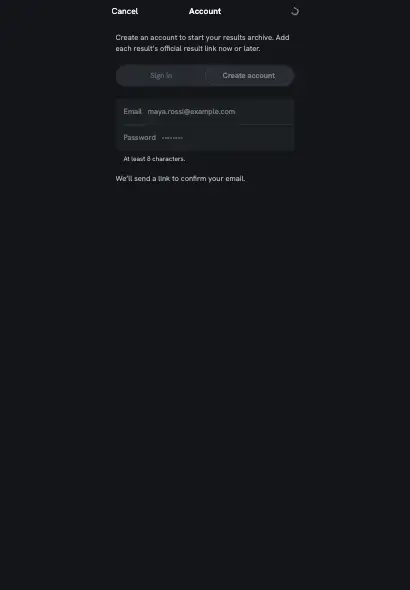 Cancel
Account
Create an account to start your results archive. Add
each result's official result link now or later.
Sign in
Create account
Email maya.rossi@example.com
Password ••••••••
At least 8 characters.
We'll send a link to confirm your email.